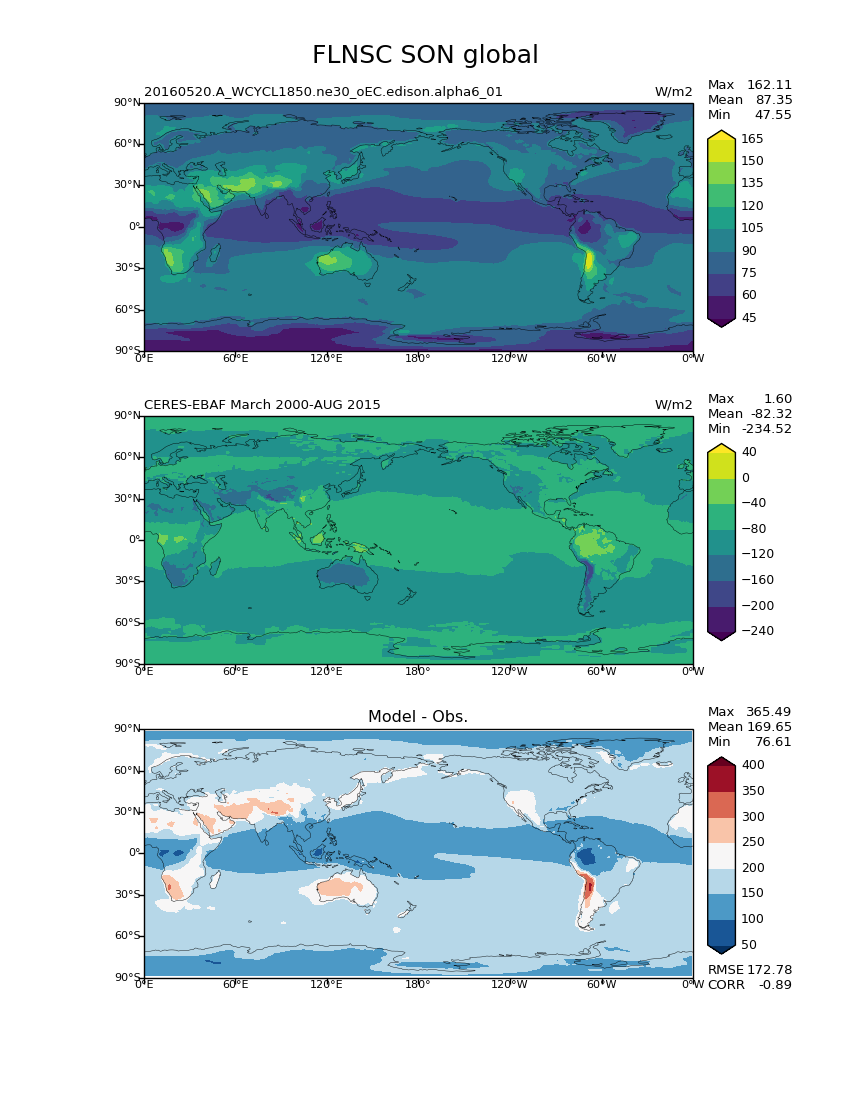 FLNSC SON global
20160520.A_WCYCL1850.ne30_oEC.edison.alpha6_01 W/m2
Max 162.11
Mean 87.35
Min 47.55
90°N
60°N
30°N
0°
30°S
60°S
90°S
0°E 60°E 120°E 180° 120°W 60°W 0°W
165
150
135
120
105
90
75
60
45
CERES-EBAF March 2000-AUG 2015 W/m2
Max 1.60
Mean -82.32
Min -234.52
90°N
60°N
30°N
0°
30°S
60°S
90°S
0°E 60°E 120°E 180° 120°W 60°W 0°W
40
0
−40
−80
−120
−160
−200
−240
Model - Obs.
Max 365.49
Mean 169.65
Min 76.61
90°N
60°N
30°N
0°
30°S
60°S
90°S
0°E 60°E 120°E 180° 120°W 60°W 0°W
400
350
300
250
200
150
100
50
RMSE 172.78
CORR -0.89